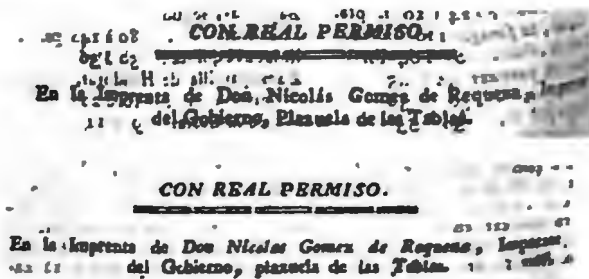 CON REAL PERMISO.
En la Imprenta de Don Nicolás Gomez de Requena,
del Gobierno, Plazuela de las Tablas.
CON REAL PERMISO.
En la Imprenta de Don Nicolas Gomez de Requena, Impresor
del Gobierno, plazuela de las Tablas.